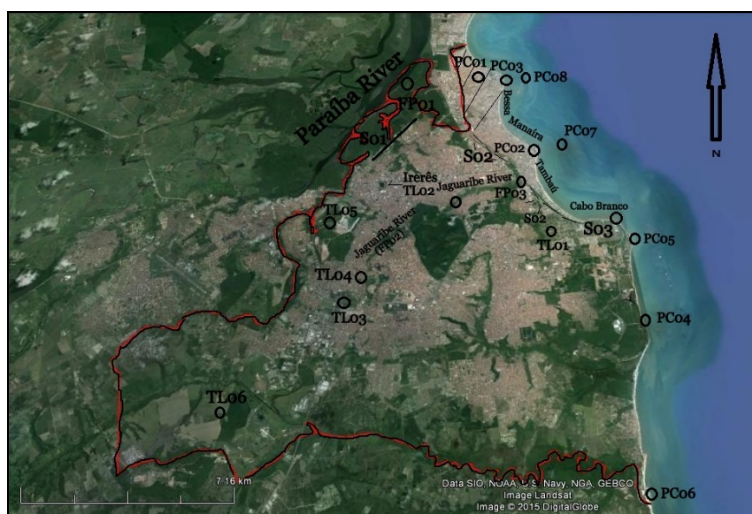 PC01
PC03
PC08
Paraíba River
FP01
Bessa
S01
Manaíra
PC07
S02
PC02
Tambaú
Irerês
TL02
Jaguaribe River
FP03
Cabo Branco
TL05
S02
S03
Jaguaribe River
(FP02)
TL01
PC05
TL04
TL03
PC04
TL06
N
7.16 km
Data SIO, NOAA, U.S. Navy, NGA, GEBCO
Image Landsat
Image © 2015 DigitalGlobe
PC06